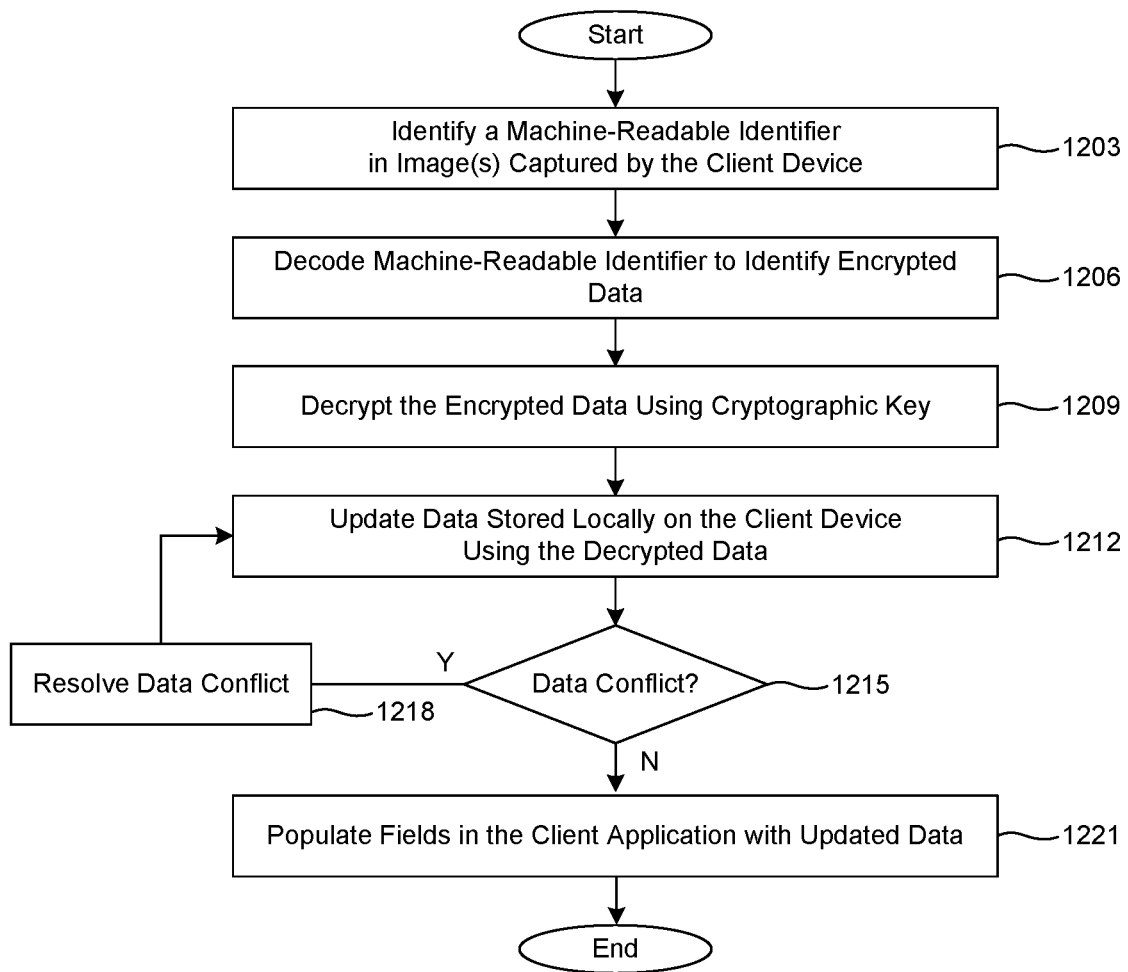 Start
Identify a Machine-Readable Identifier
in Image(s) Captured by the Client Device
1203
Decode Machine-Readable Identifier to Identify Encrypted
Data
1206
Decrypt the Encrypted Data Using Cryptographic Key
1209
Update Data Stored Locally on the Client Device
Using the Decrypted Data
1212
Resolve Data Conflict
1218
Y
Data Conflict?
1215
N
Populate Fields in the Client Application with Updated Data
1221
End